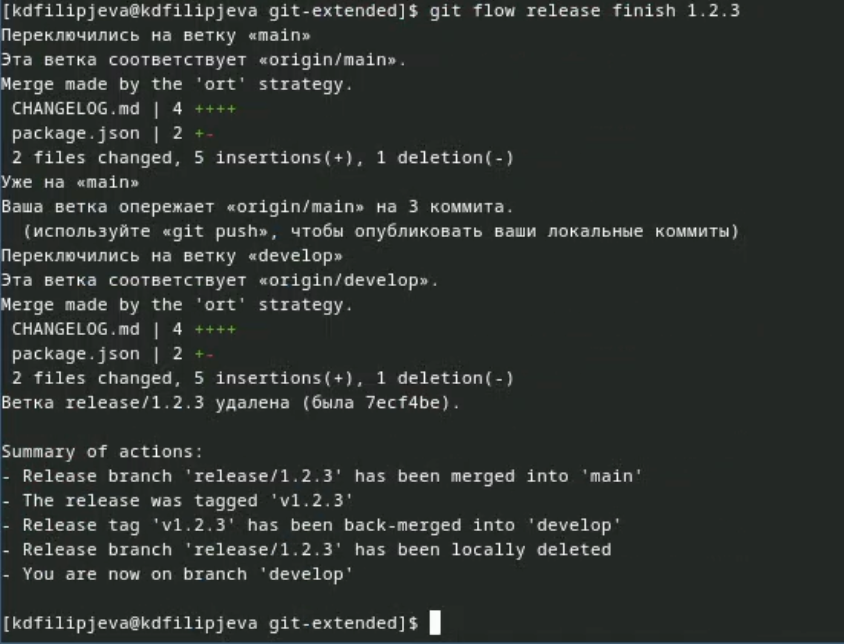 [kdfilipjeva@kdfilipjeva git-extended]$ git flow release finish 1.2.3
Переключились на ветку «main»
Эта ветка соответствует «origin/main».
Merge made by the 'ort' strategy.
 CHANGELOG.md | 4 ++++
 package.json | 2 +-
 2 files changed, 5 insertions(+), 1 deletion(-)
Уже на «main»
Ваша ветка опережает «origin/main» на 3 коммита.
  (используйте «git push», чтобы опубликовать ваши локальные коммиты)
Переключились на ветку «develop»
Эта ветка соответствует «origin/develop».
Merge made by the 'ort' strategy.
 CHANGELOG.md | 4 ++++
 package.json | 2 +-
 2 files changed, 5 insertions(+), 1 deletion(-)
Ветка release/1.2.3 удалена (была 7ecf4be).
Summary of actions:
- Release branch 'release/1.2.3' has been merged into 'main'
- The release was tagged 'v1.2.3'
- Release tag 'v1.2.3' has been back-merged into 'develop'
- Release branch 'release/1.2.3' has been locally deleted
- You are now on branch 'develop'
[kdfilipjeva@kdfilipjeva git-extended]$